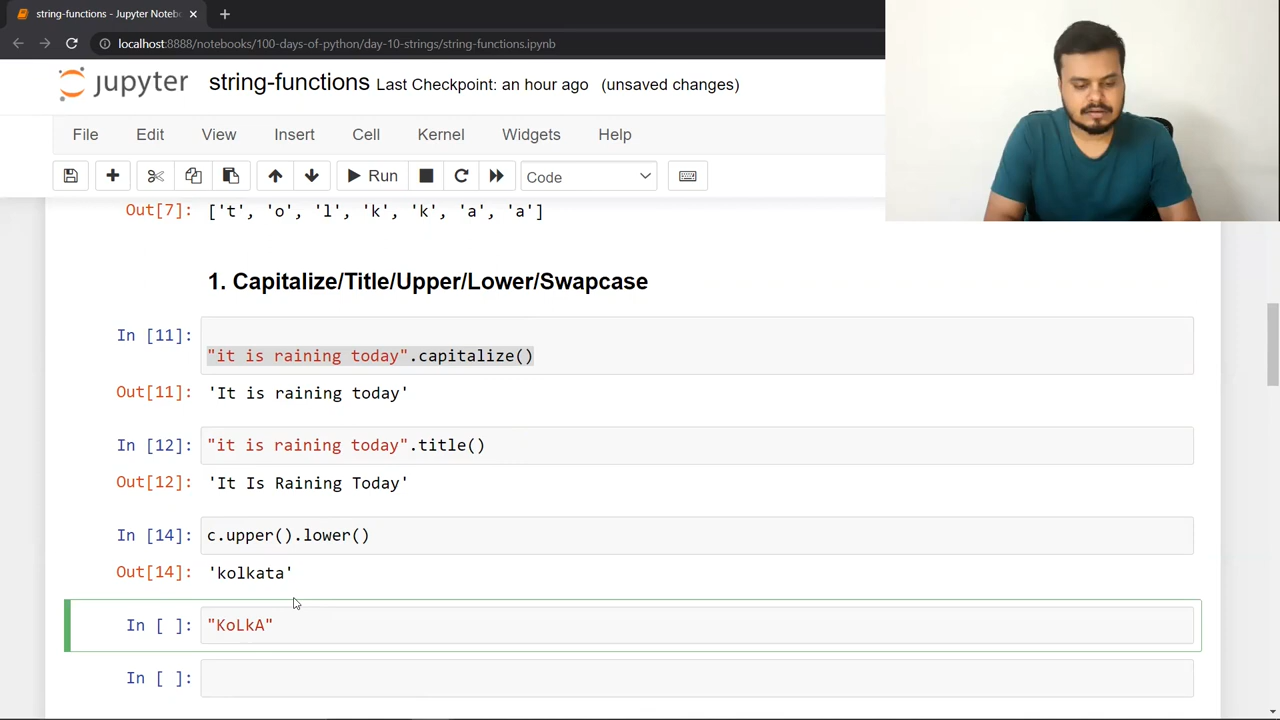 string-functions - Jupyter Notebo
localhost:8888/notebooks/100-days-of-python/day-10-strings/string-functions.ipynb
jupyter string-functions Last Checkpoint: an hour ago (unsaved changes)
File Edit View Insert Cell Kernel Widgets Help
Run Code
Out[7]: ['t', 'o', 'l', 'k', 'k', 'a', 'a']
1. Capitalize/Title/Upper/Lower/Swapcase
In [11]:
"it is raining today".capitalize()
Out[11]: 'It is raining today'
In [12]: "it is raining today".title()
Out[12]: 'It Is Raining Today'
In [14]: c.upper().lower()
Out[14]: 'kolkata'
In [ ]: "KoLkA"
In [ ]: